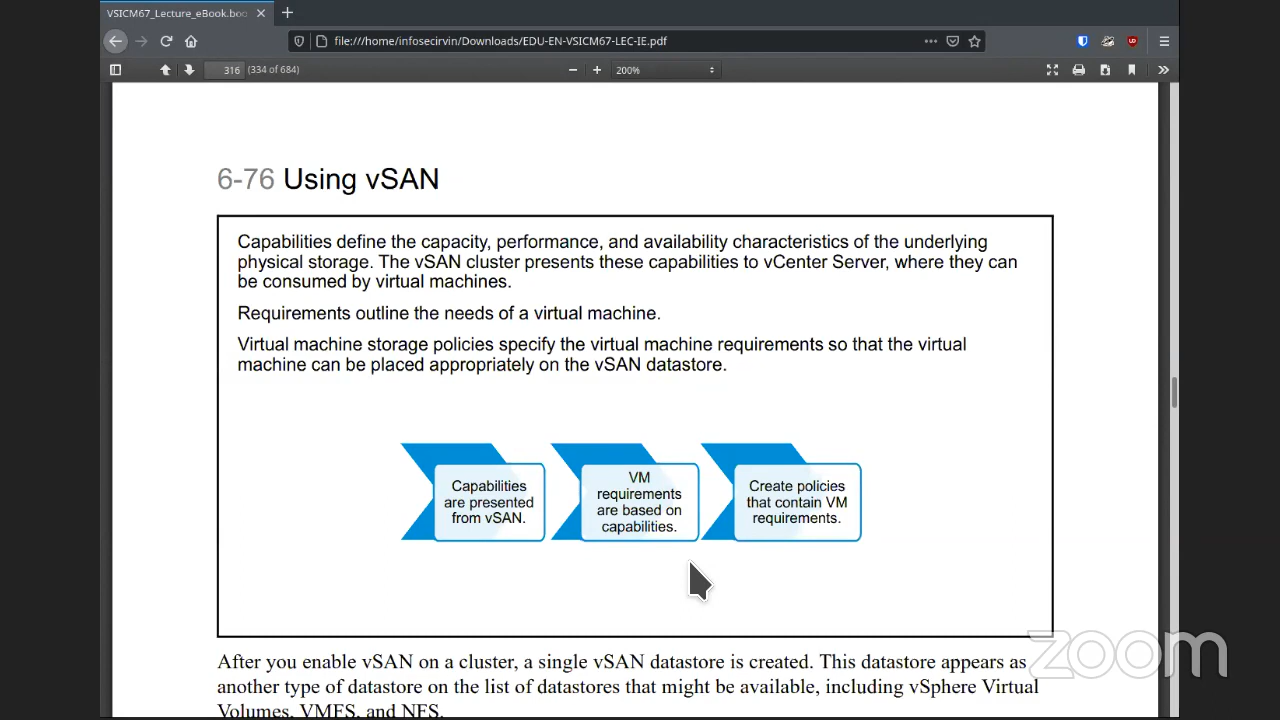 VSICM67_Lecture_eBook.boo
file:///home/infosecirvin/Downloads/EDU-EN-VSICM67-LEC-IE.pdf
316 (334 of 684)
200%
6-76 Using vSAN
Capabilities define the capacity, performance, and availability characteristics of the underlying
physical storage. The vSAN cluster presents these capabilities to vCenter Server, where they can
be consumed by virtual machines.
Requirements outline the needs of a virtual machine.
Virtual machine storage policies specify the virtual machine requirements so that the virtual
machine can be placed appropriately on the vSAN datastore.
Capabilities
are presented
from vSAN.
VM
requirements
are based on
capabilities.
Create policies
that contain VM
requirements.
After you enable vSAN on a cluster, a single vSAN datastore is created. This datastore appears as
another type of datastore on the list of datastores that might be available, including vSphere Virtual
Volumes, VMFS, and NFS.
zoom